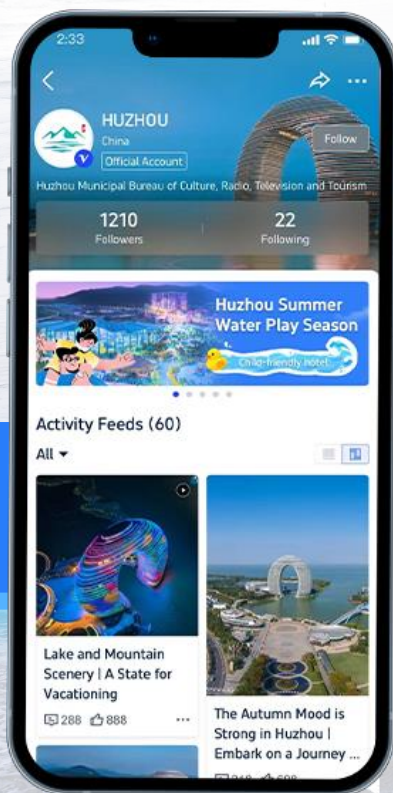 2:33
HUZHOU
China
Official Account
Follow
Huzhou Municipal Bureau of Culture, Radio, Television and Tourism
1210
Followers
22
Following
Huzhou Summer
Water Play Season
Child-friendly hotel
Activity Feeds (60)
All
Lake and Mountain
Scenery | A State for
Vacationing
288 888
The Autumn Mood is
Strong in Huzhou |
Embark on a Journey ...